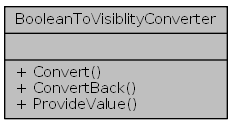 BooleanToVisiblityConverter
+ Convert()
+ ConvertBack()
+ ProvideValue()